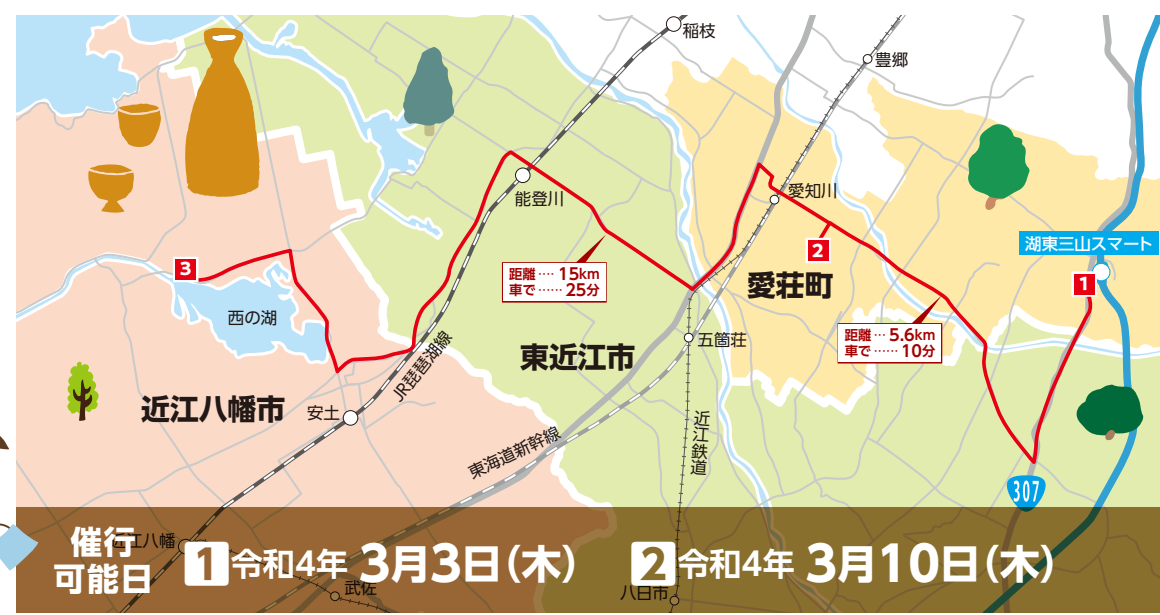 稲枝
豊郷
能登川
愛知川
湖東三山スマート
3
2
1
距離‥‥15km
車で‥‥‥25分
愛荘町
西の湖
距離‥‥5.6km
車で‥‥‥10分
五箇荘
東近江市
JR琵琶湖線
近江八幡市
安土
近江鉄道
東海道新幹線
307
近江八幡
武佐
八日市
催行
可能日
1 令和4年 3月3日(木)
2 令和4年 3月10日(木)